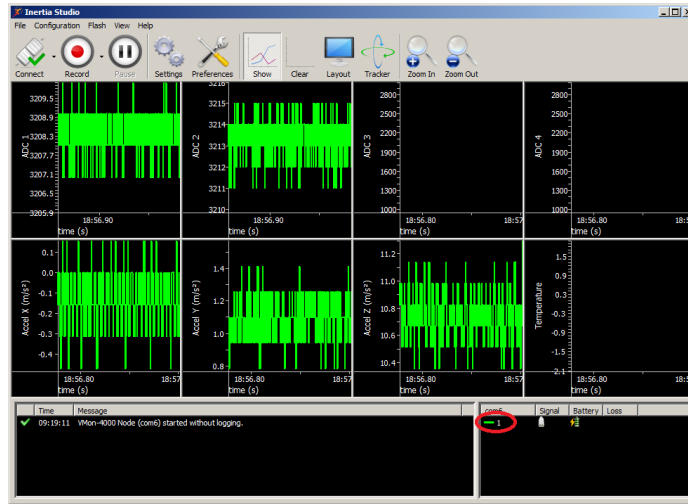 Inertia Studio
File Configuration Flash View Help
Connect Record Pause Settings Preferences Show Clear Layout Tracker Zoom In Zoom Out
ADC 1
3209.5
3208.9
3208.3
3207.7
3207.1
3206.5
3205.9
18:56.90
time (s)
ADC 2
3216
3215
3214
3213
3212
3211
3210
18:56.90
time (s)
ADC 3
2800
2500
2200
1900
1600
1300
1000
18:56.80 18:57
time (s)
ADC 4
2800
2500
2200
1900
1600
1300
1000
18:56.80 18:5
time (s)
Accel X (m/s²)
0.1
0.0
-0.1
-0.2
-0.3
-0.4
18:56.80 18:57
time (s)
Accel Y (m/s²)
1.4
1.2
1.0
0.8
18:56.80 18:57
time (s)
Accel Z (m/s²)
11.2
11.0
10.8
10.6
10.4
18:56.80 18:57
time (s)
Temperature
1.5
0.9
0.3
-0.3
-0.9
-1.5
-2.1
18:56.80 18:5
time (s)
Time Message
09:19:11 VMon-4000 Node (com6) started without logging.
com6 Signal Battery Loss
1